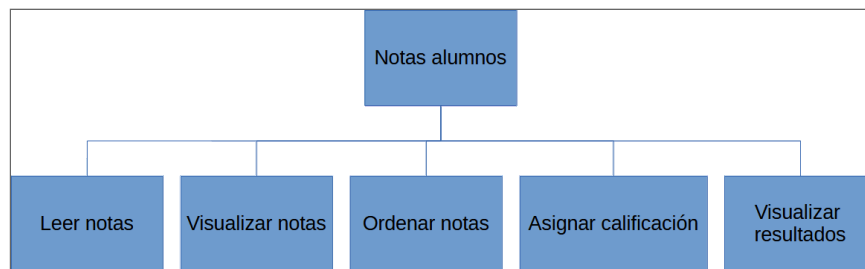 Notas alumnos
Leer notas
Visualizar notas
Ordenar notas
Asignar calificación
Visualizar
resultados